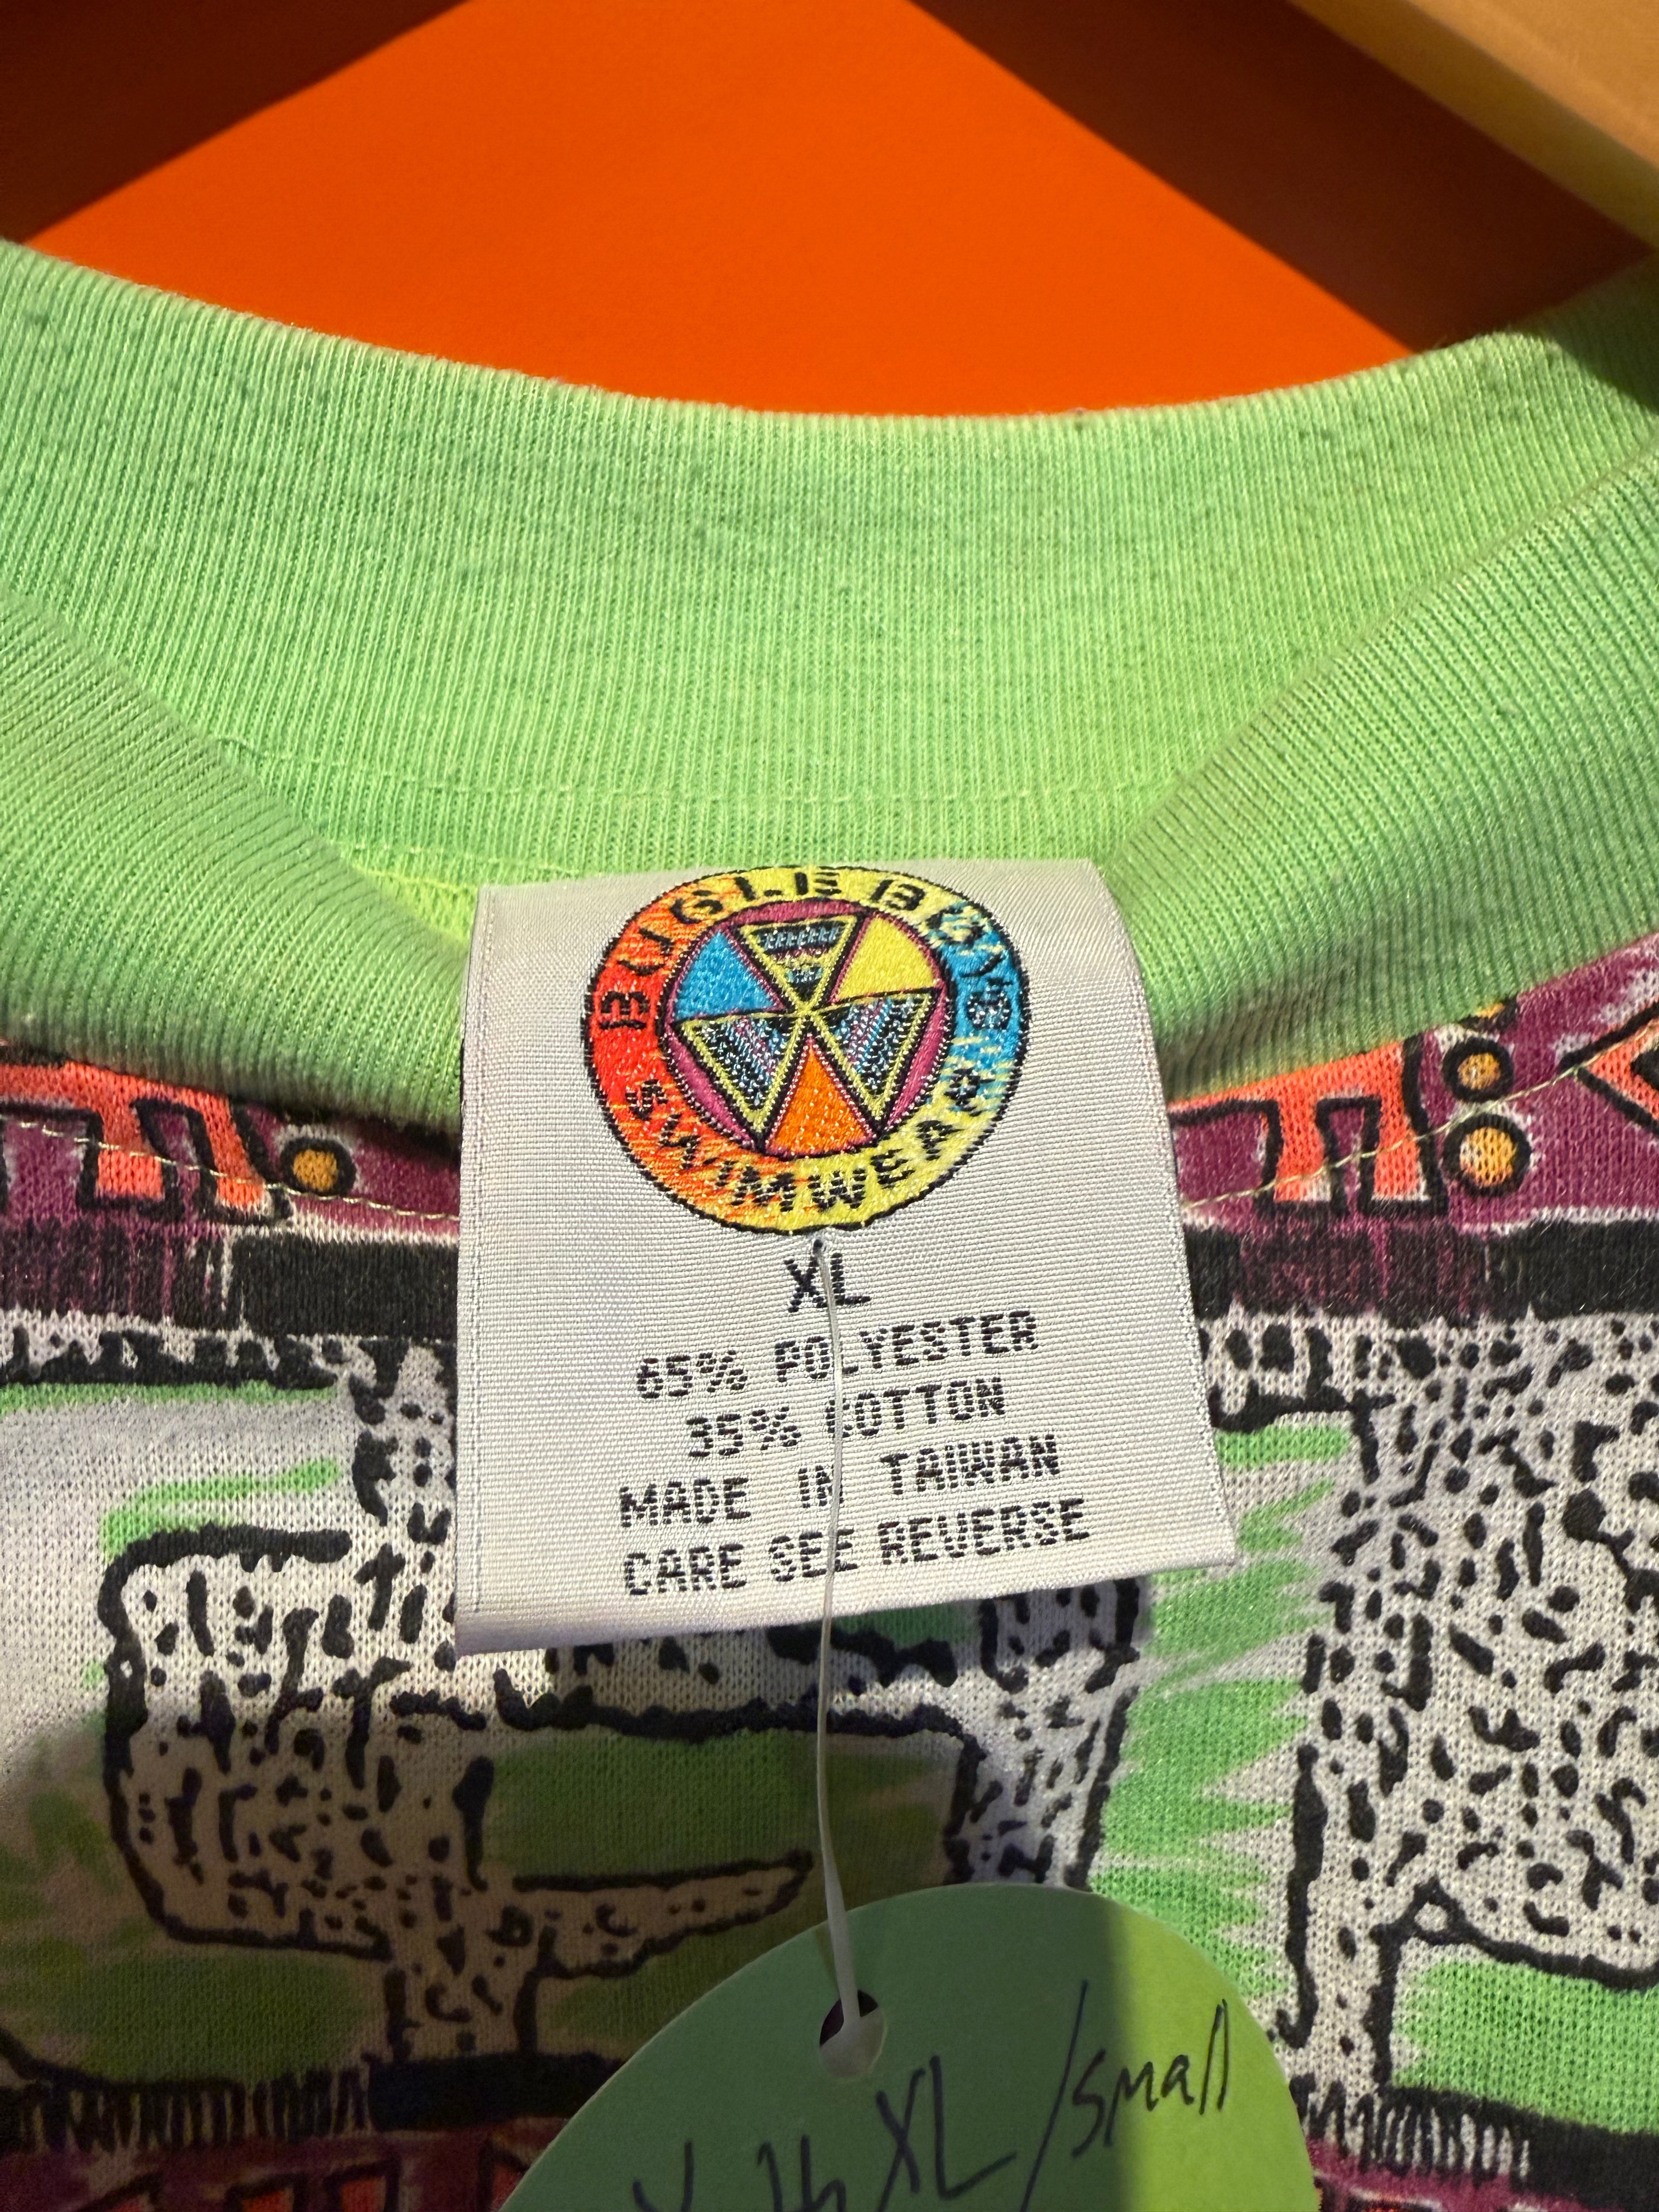 BUGLE BOY®
SWIMWEAR
XL
65% POLYESTER
35% COTTON
MADE IN TAIWAN
CARE SEE REVERSE
XL/small